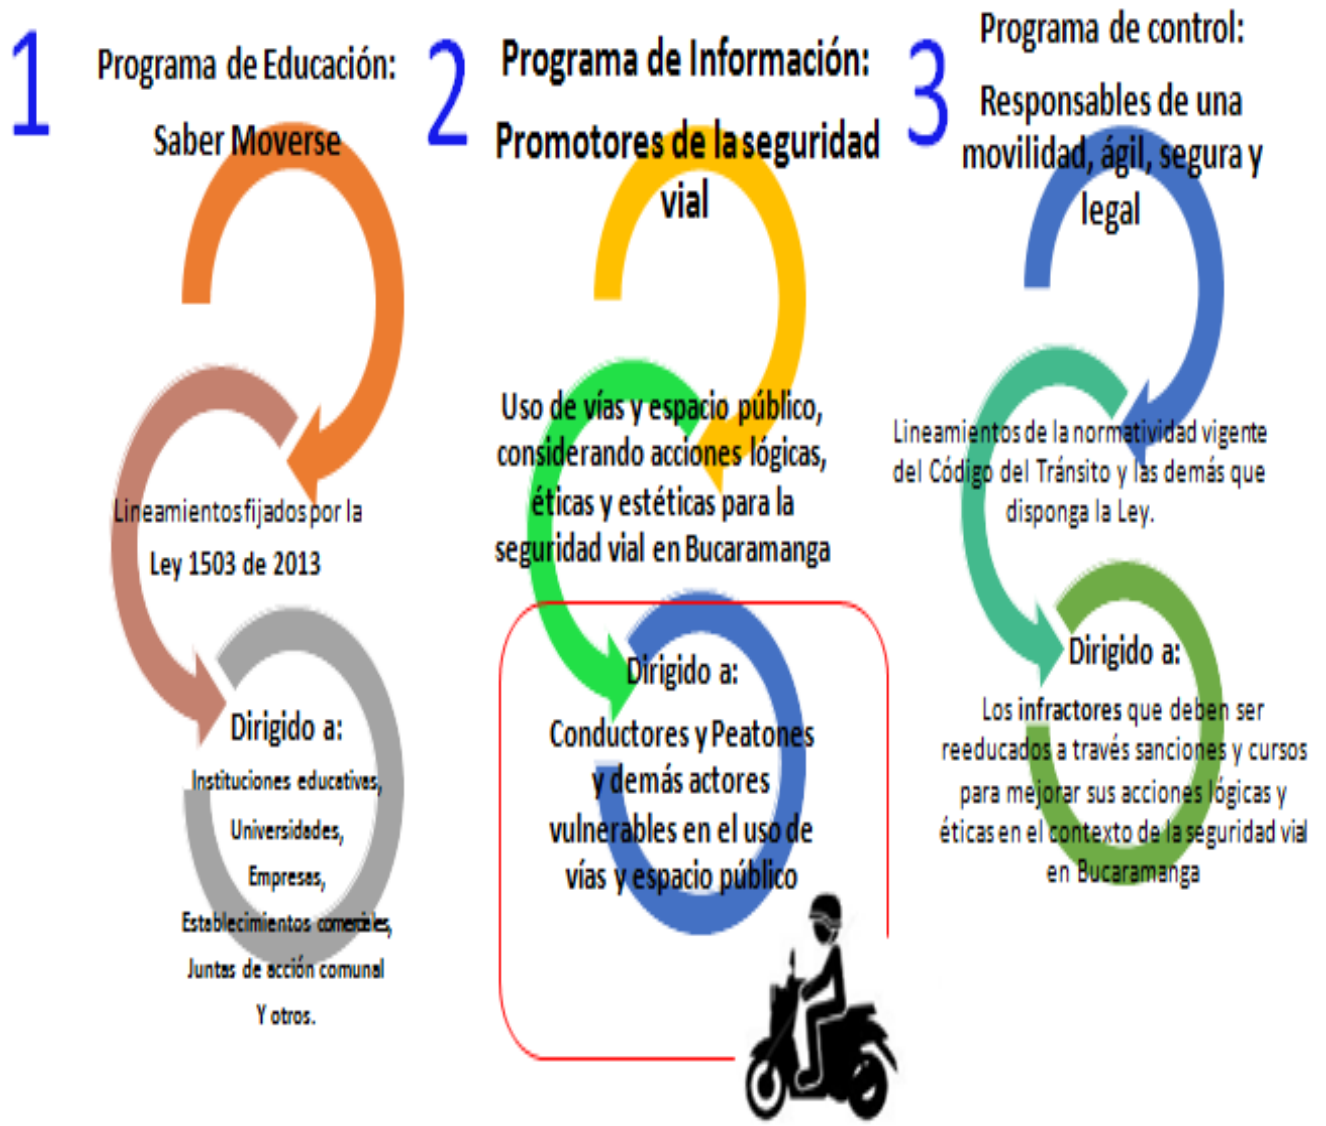 1
Programa de Educación:
Saber Moverse
Lineamientos fijados por la
Ley 1503 de 2013
Dirigido a:
Instituciones educativas,
Universidades,
Empresas,
Establecimientos comerciales,
Juntas de acción comunal
Y otros.
2
Programa de Información:
Promotores de la seguridad
vial
Uso de vías y espacio público,
considerando acciones lógicas,
éticas y estéticas para la
seguridad vial en Bucaramanga
Dirigido a:
Conductores y Peatones
y demás actores
vulnerables en el uso de
vías y espacio público
3
Programa de control:
Responsables de una
movilidad, ágil, segura y
legal
Lineamientos de la normatividad vigente
del Código del Tránsito y las demás que
disponga la Ley.
Dirigido a:
Los infractores que deben ser
reeducados a través sanciones y cursos
para mejorar sus acciones lógicas y
éticas en el contexto de la seguridad vial
en Bucaramanga